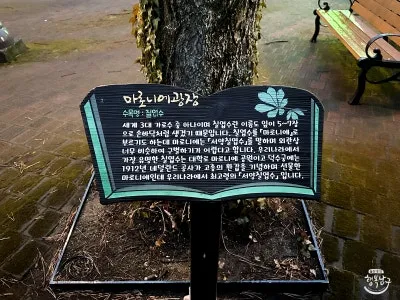 마로니에광장
수목명 : 칠엽수
세계 3대 가로수 중 하나이며 칠엽수란 이름도 잎이 5~7장
으로 손바닥처럼 생겼기 때문입니다. 칠엽수를 「마로니에」로
부르기도 하는데 마로니에는 「서양칠엽수」를 말하며 외관상
너무 비슷하여 구별하기가 어렵다고 합니다. 우리나라에서
가장 유명한 칠엽수는 대학로 마로니에 공원이고 덕수궁에는
1912년 네덜란드 공사가 고종의 환갑을 기념하며 선물한
마로니에인데 우리나라에서 최고령의 「서양칠엽수」입니다.
행복남구